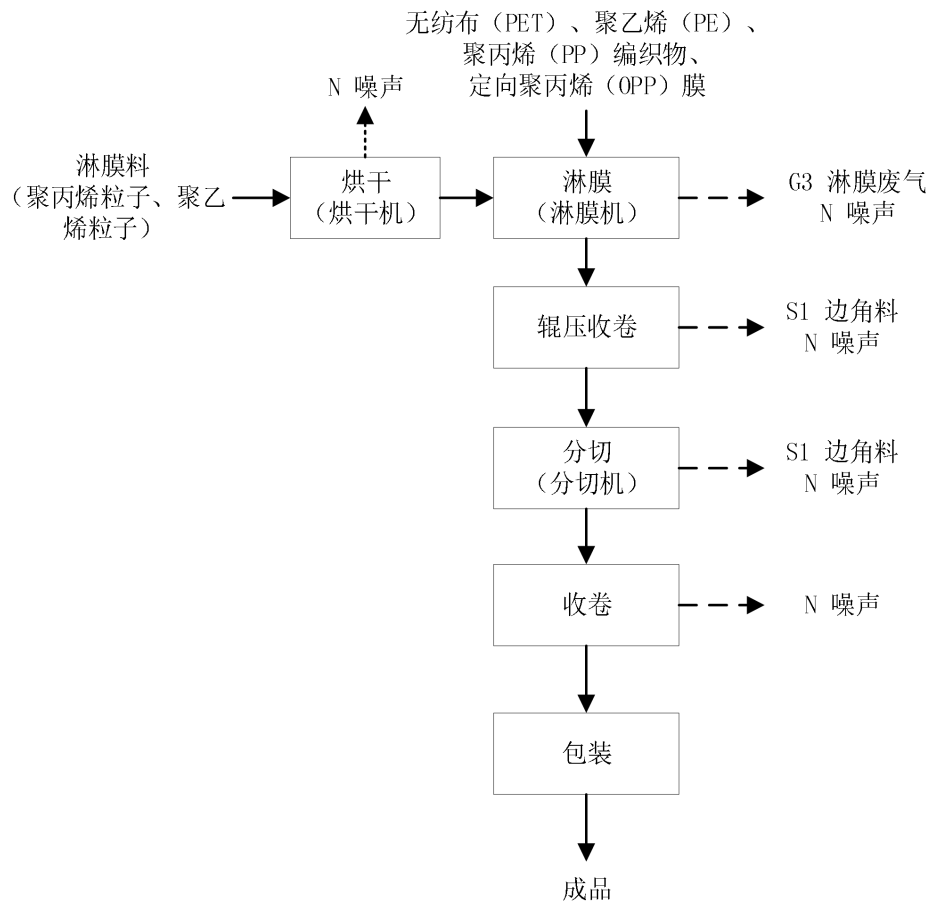 无纺布（PET）、聚乙烯（PE）、
聚丙烯（PP）编织物、
定向聚丙烯（OPP）膜
N 噪声
淋膜料
（聚丙烯粒子、聚乙
烯粒子）
烘干
（烘干机）
淋膜
（淋膜机）
G3 淋膜废气
N 噪声
辊压收卷
S1 边角料
N 噪声
分切
（分切机）
S1 边角料
N 噪声
收卷
N 噪声
包装
成品